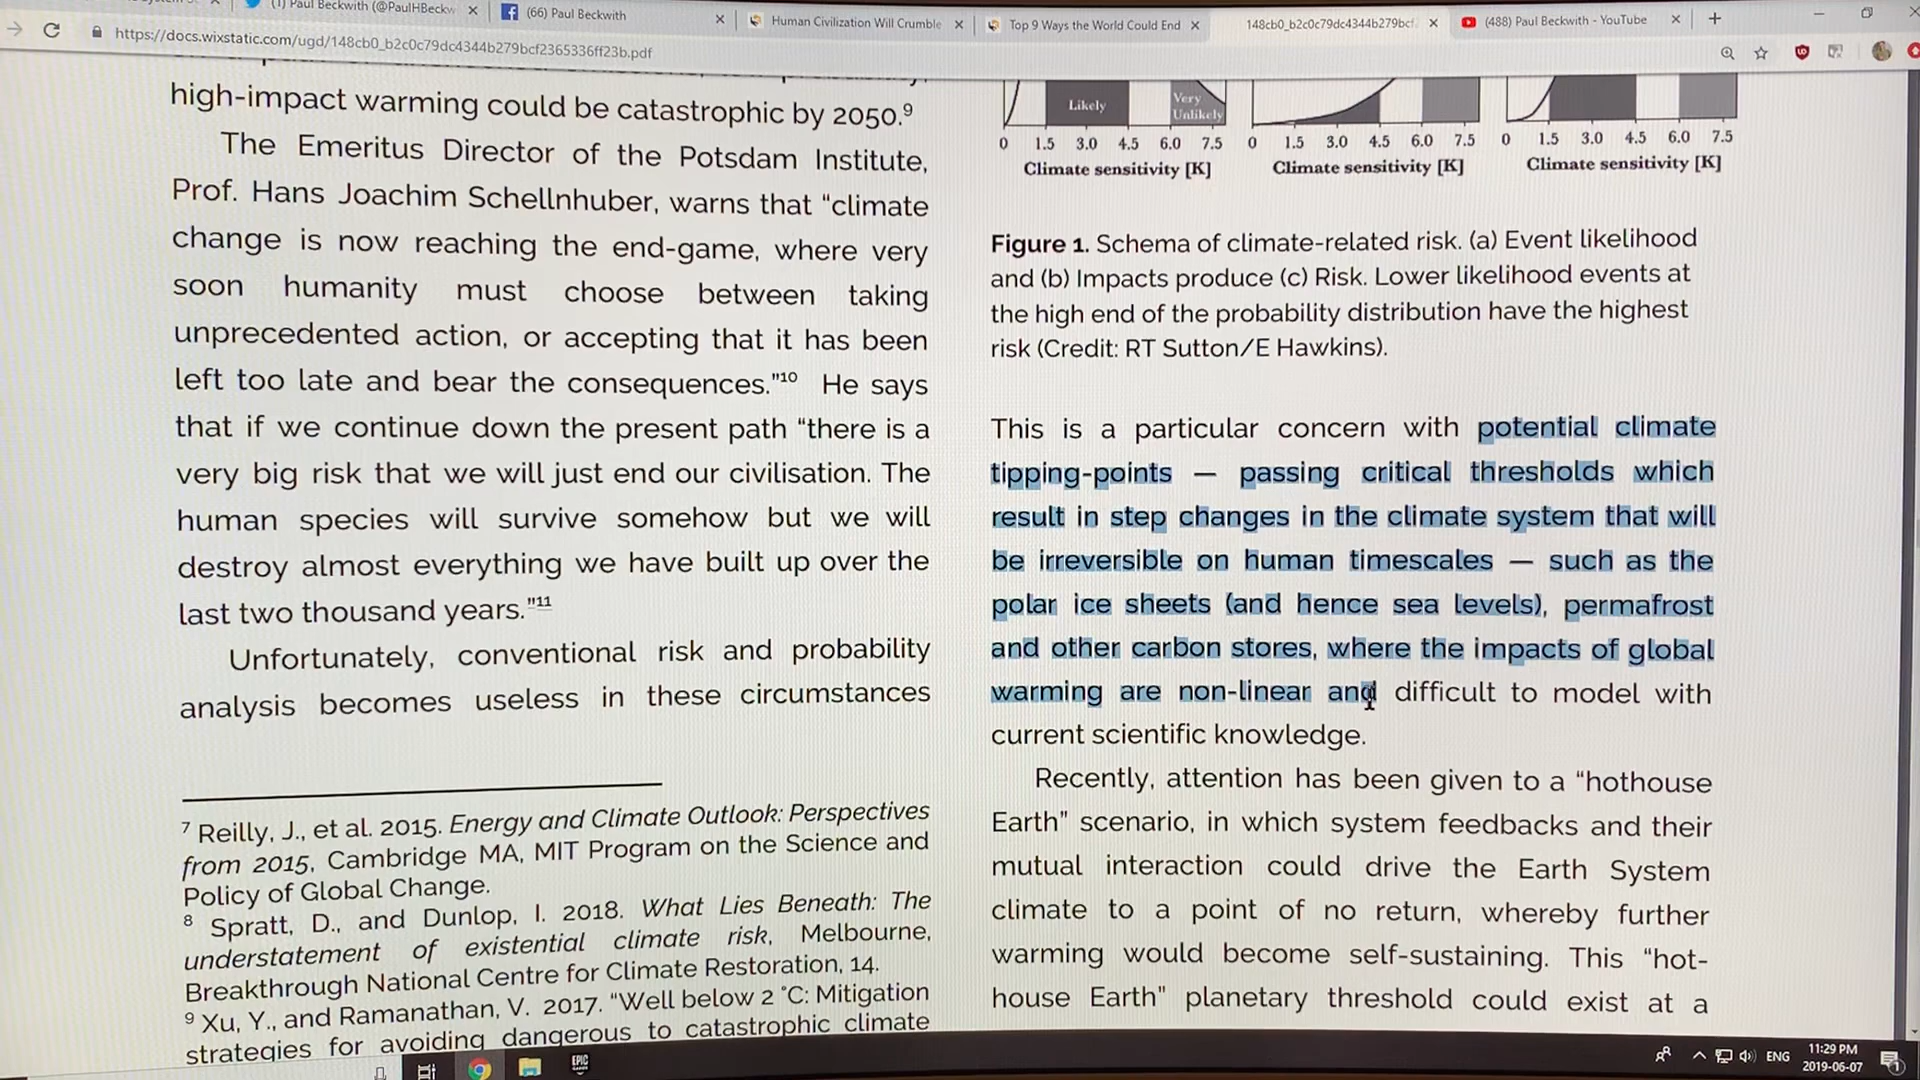 (1) Paul Beckwith (@PaulHBeckw
(66) Paul Beckwith
Human Civilization Will Crumble
Top 9 Ways the World Could End
148cb0_b2c0c79dc4344b279bcf
(488) Paul Beckwith - YouTube
https://docs.wixstatic.com/ugd/148cb0_b2c0c79dc4344b279bcf2365336ff23b.pdf
high-impact warming could be catastrophic by 2050.⁹
The Emeritus Director of the Potsdam Institute,
Prof. Hans Joachim Schellnhuber, warns that “climate
change is now reaching the end-game, where very
soon humanity must choose between taking
unprecedented action, or accepting that it has been
left too late and bear the consequences.”¹⁰ He says
that if we continue down the present path “there is a
very big risk that we will just end our civilisation. The
human species will survive somehow but we will
destroy almost everything we have built up over the
last two thousand years.”¹¹
Unfortunately, conventional risk and probability
analysis becomes useless in these circumstances
⁷ Reilly, J., et al. 2015. Energy and Climate Outlook: Perspectives
from 2015, Cambridge MA, MIT Program on the Science and
Policy of Global Change.
⁸ Spratt, D., and Dunlop, I. 2018. What Lies Beneath: The
understatement of existential climate risk, Melbourne,
Breakthrough National Centre for Climate Restoration, 14.
⁹ Xu, Y., and Ramanathan, V. 2017. “Well below 2 °C: Mitigation
strategies for avoiding dangerous to catastrophic climate
Likely
Very
Unlikely
0 1.5 3.0 4.5 6.0 7.5
Climate sensitivity [K]
0 1.5 3.0 4.5 6.0 7.5
Climate sensitivity [K]
0 1.5 3.0 4.5 6.0 7.5
Climate sensitivity [K]
Figure 1. Schema of climate-related risk. (a) Event likelihood
and (b) Impacts produce (c) Risk. Lower likelihood events at
the high end of the probability distribution have the highest
risk (Credit: RT Sutton/E Hawkins).
This is a particular concern with potential climate
tipping-points — passing critical thresholds which
result in step changes in the climate system that will
be irreversible on human timescales — such as the
polar ice sheets (and hence sea levels), permafrost
and other carbon stores, where the impacts of global
warming are non-linear and difficult to model with
current scientific knowledge.
Recently, attention has been given to a “hothouse
Earth” scenario, in which system feedbacks and their
mutual interaction could drive the Earth System
climate to a point of no return, whereby further
warming would become self-sustaining. This “hot-
house Earth” planetary threshold could exist at a
EPIC
GAMES
ENG
11:29 PM
2019-06-07
1